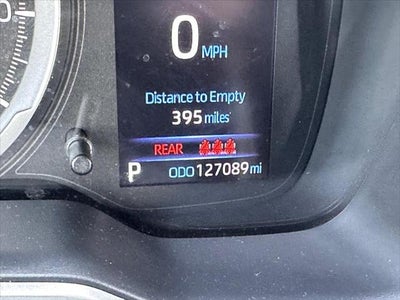 0 MPH
Distance to Empty
395 miles
REAR
P ODO 127089 mi